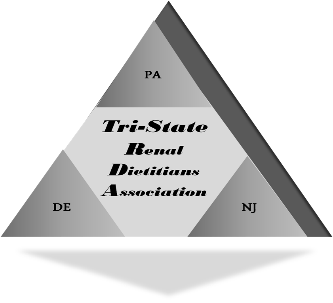 PA
Tri-State
Renal
Dietitians
Association
DE NJ